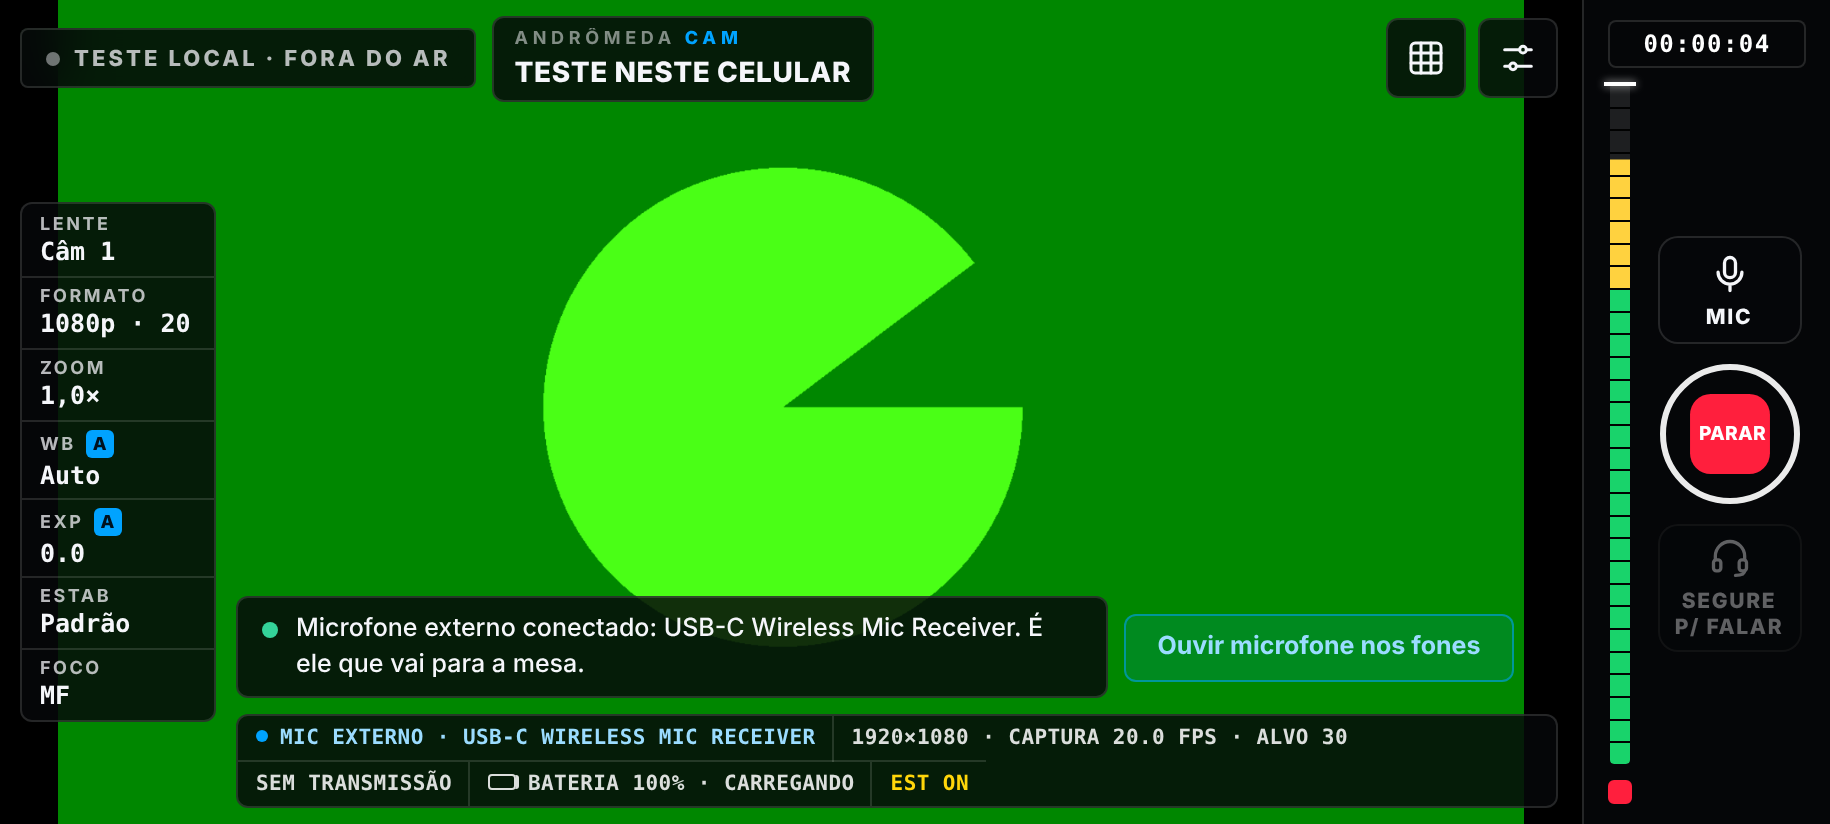 TESTE LOCAL · FORA DO AR
ANDRÔMEDA CAM
TESTE NESTE CELULAR
00:00:04
LENTE
Câm 1
FORMATO
1080p · 20
ZOOM
1,0×
WB A
Auto
EXP A
0.0
ESTAB
Padrão
FOCO
MF
MIC
PARAR
SEGURE
P/ FALAR
Microfone externo conectado: USB-C Wireless Mic Receiver. É
ele que vai para a mesa.
Ouvir microfone nos fones
MIC EXTERNO · USB-C WIRELESS MIC RECEIVER
1920×1080 · CAPTURA 20.0 FPS · ALVO 30
SEM TRANSMISSÃO
BATERIA 100% · CARREGANDO
EST ON